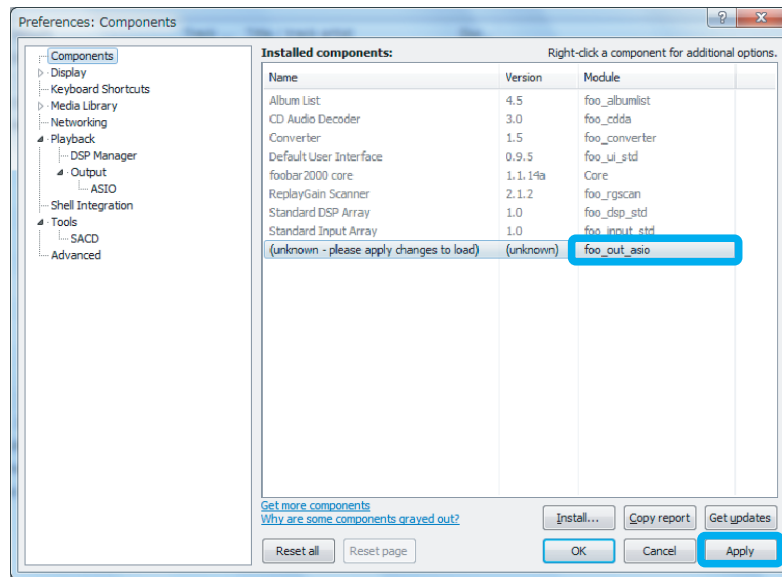 Preferences: Components
Components
Display
Keyboard Shortcuts
Media Library
Networking
Playback
DSP Manager
Output
ASIO
Shell Integration
Tools
SACD
Advanced
Installed components: Right-click a component for additional options.
Name Version Module
Album List 4.5 foo_albumlist
CD Audio Decoder 3.0 foo_cdda
Converter 1.5 foo_converter
Default User Interface 0.9.5 foo_ui_std
foobar2000 core 1.1.14a Core
ReplayGain Scanner 2.1.2 foo_rgscan
Standard DSP Array 1.0 foo_dsp_std
Standard Input Array 1.0 foo_input_std
(unknown - please apply changes to load) (unknown) foo_out_asio
Get more components
Why are some components grayed out?
Install... Copy report Get updates
Reset all Reset page OK Cancel Apply